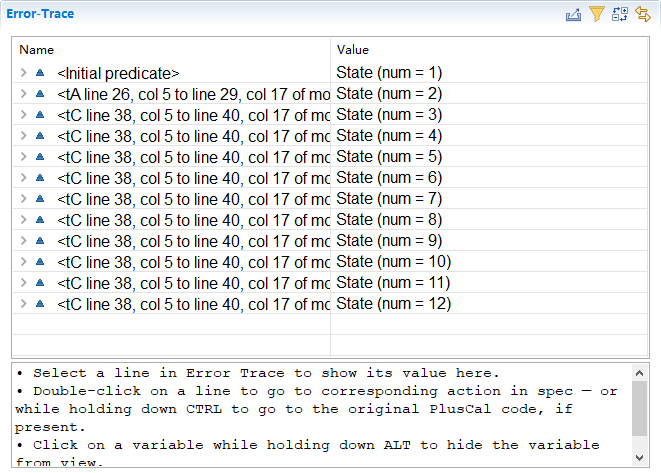 Error-Trace
Name Value
<Initial predicate> State (num = 1)
<tA line 26, col 5 to line 29, col 17 of mo State (num = 2)
<tC line 38, col 5 to line 40, col 17 of mo State (num = 3)
<tC line 38, col 5 to line 40, col 17 of mo State (num = 4)
<tC line 38, col 5 to line 40, col 17 of mo State (num = 5)
<tC line 38, col 5 to line 40, col 17 of mo State (num = 6)
<tC line 38, col 5 to line 40, col 17 of mo State (num = 7)
<tC line 38, col 5 to line 40, col 17 of mo State (num = 8)
<tC line 38, col 5 to line 40, col 17 of mo State (num = 9)
<tC line 38, col 5 to line 40, col 17 of mo State (num = 10)
<tC line 38, col 5 to line 40, col 17 of mo State (num = 11)
<tC line 38, col 5 to line 40, col 17 of mo State (num = 12)
• Select a line in Error Trace to show its value here.
• Double-click on a line to go to corresponding action in spec — or
while holding down CTRL to go to the original PlusCal code, if
present.
• Click on a variable while holding down ALT to hide the variable
from view.